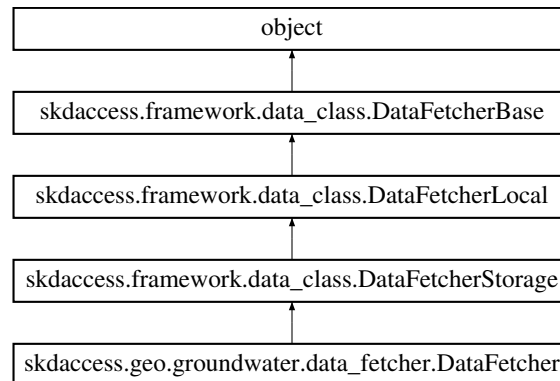 object
skdaccess.framework.data_class.DataFetcherBase
skdaccess.framework.data_class.DataFetcherLocal
skdaccess.framework.data_class.DataFetcherStorage
skdaccess.geo.groundwater.data_fetcher.DataFetcher